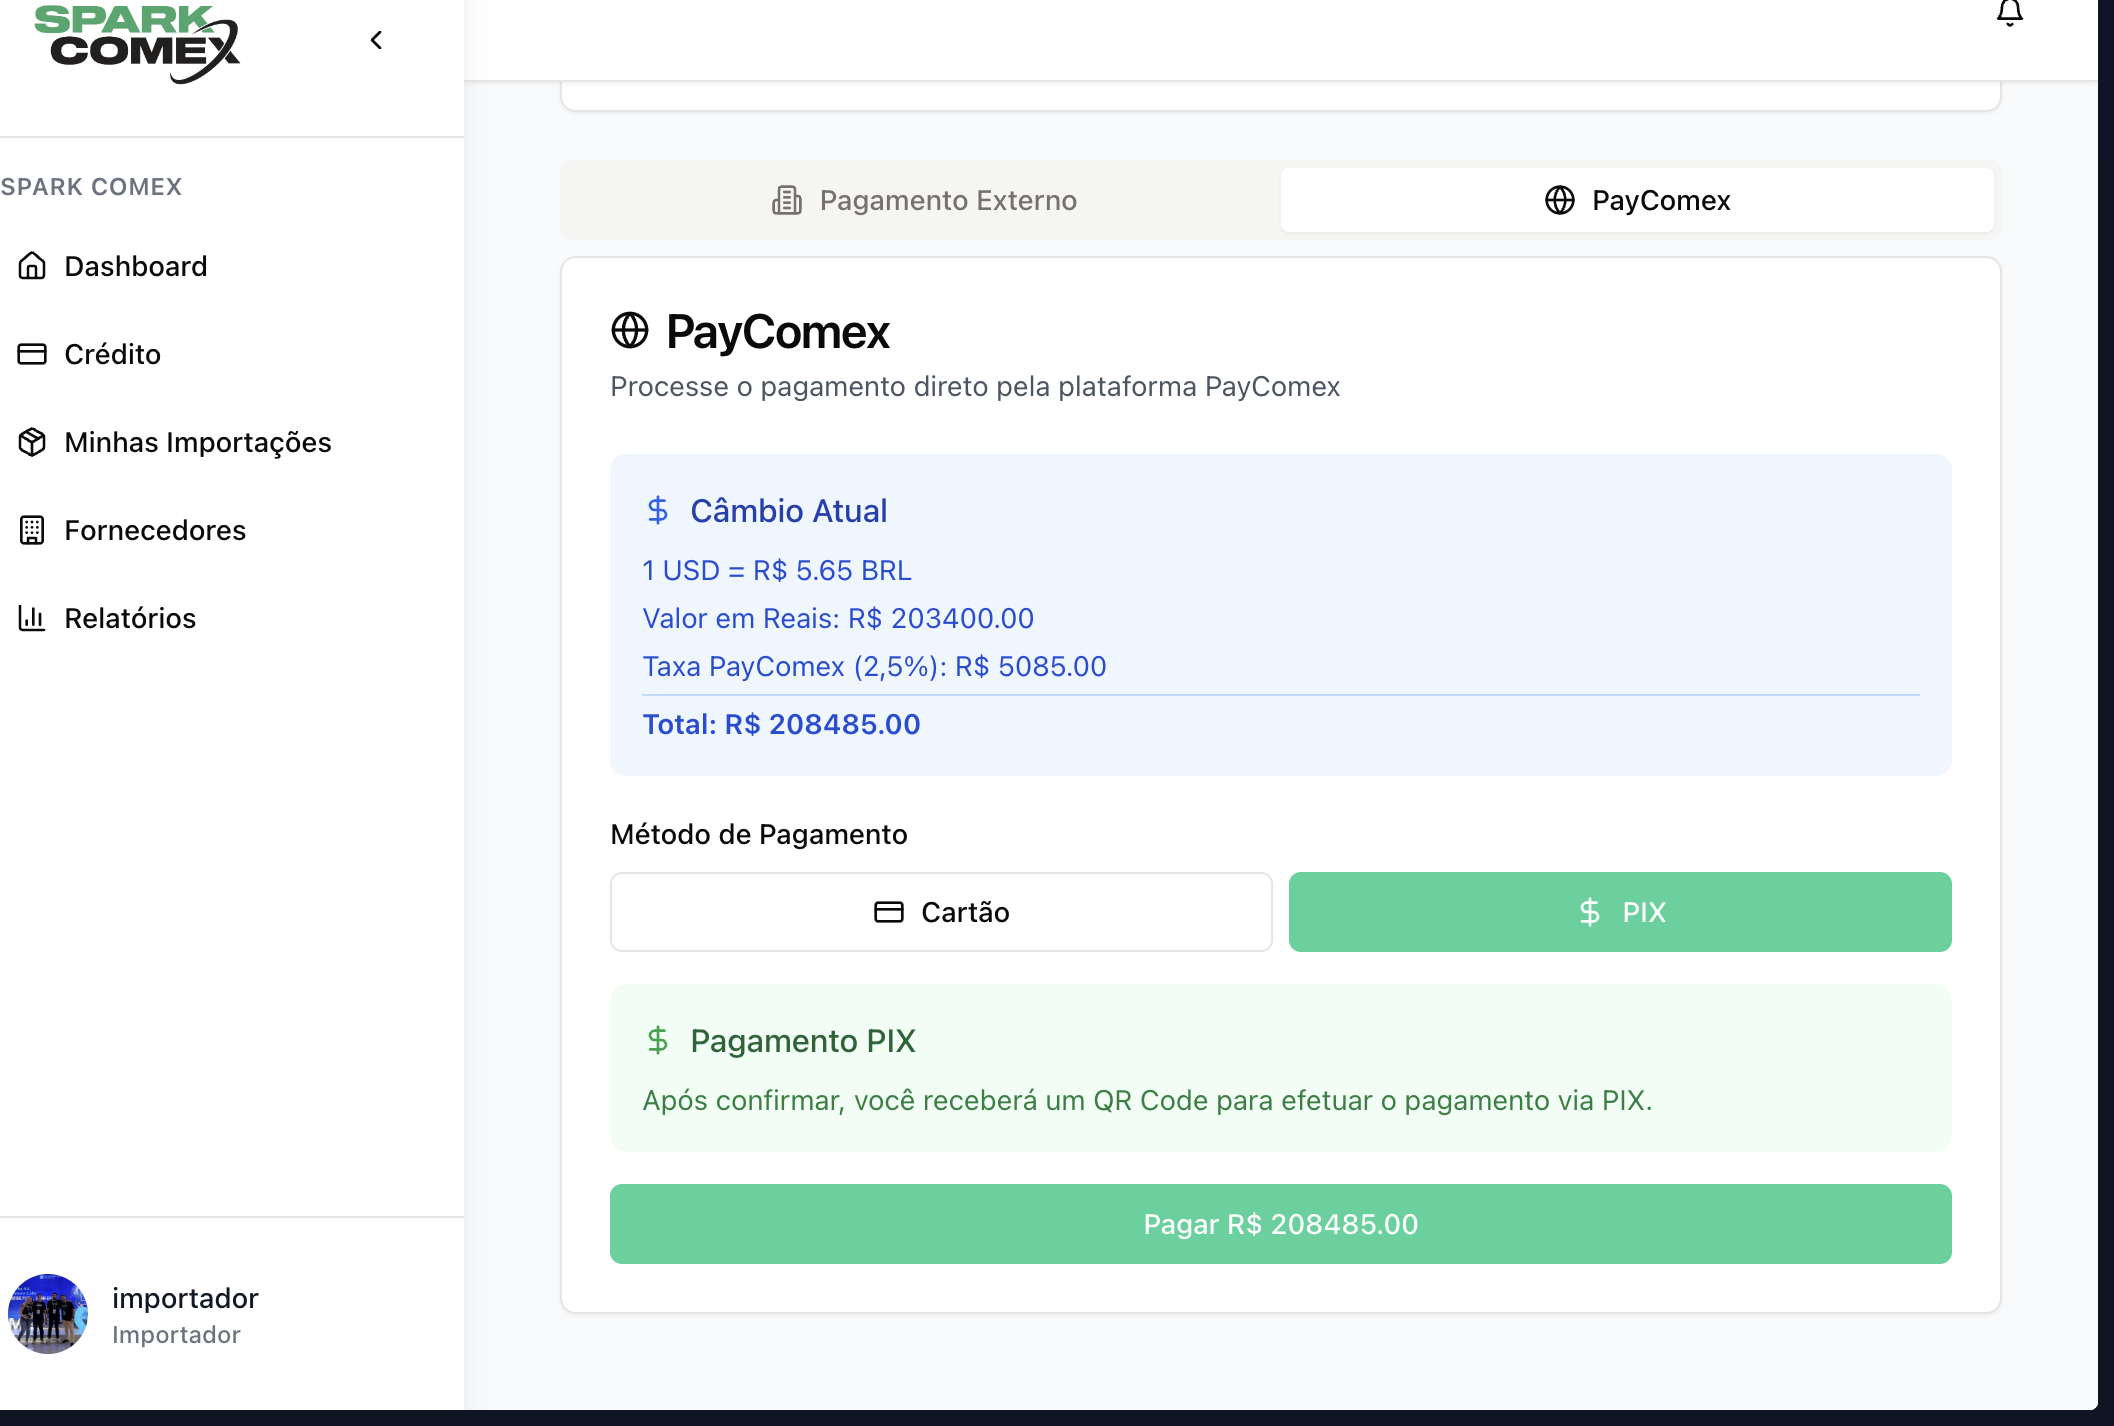 SPARK
COMEX
SPARK COMEX
Dashboard
Crédito
Minhas Importações
Fornecedores
Relatórios
importador
Importador
Pagamento Externo
PayComex
PayComex
Processe o pagamento direto pela plataforma PayComex
Câmbio Atual
1 USD = R$ 5.65 BRL
Valor em Reais: R$ 203400.00
Taxa PayComex (2,5%): R$ 5085.00
Total: R$ 208485.00
Método de Pagamento
Cartão
PIX
Pagamento PIX
Após confirmar, você receberá um QR Code para efetuar o pagamento via PIX.
Pagar R$ 208485.00